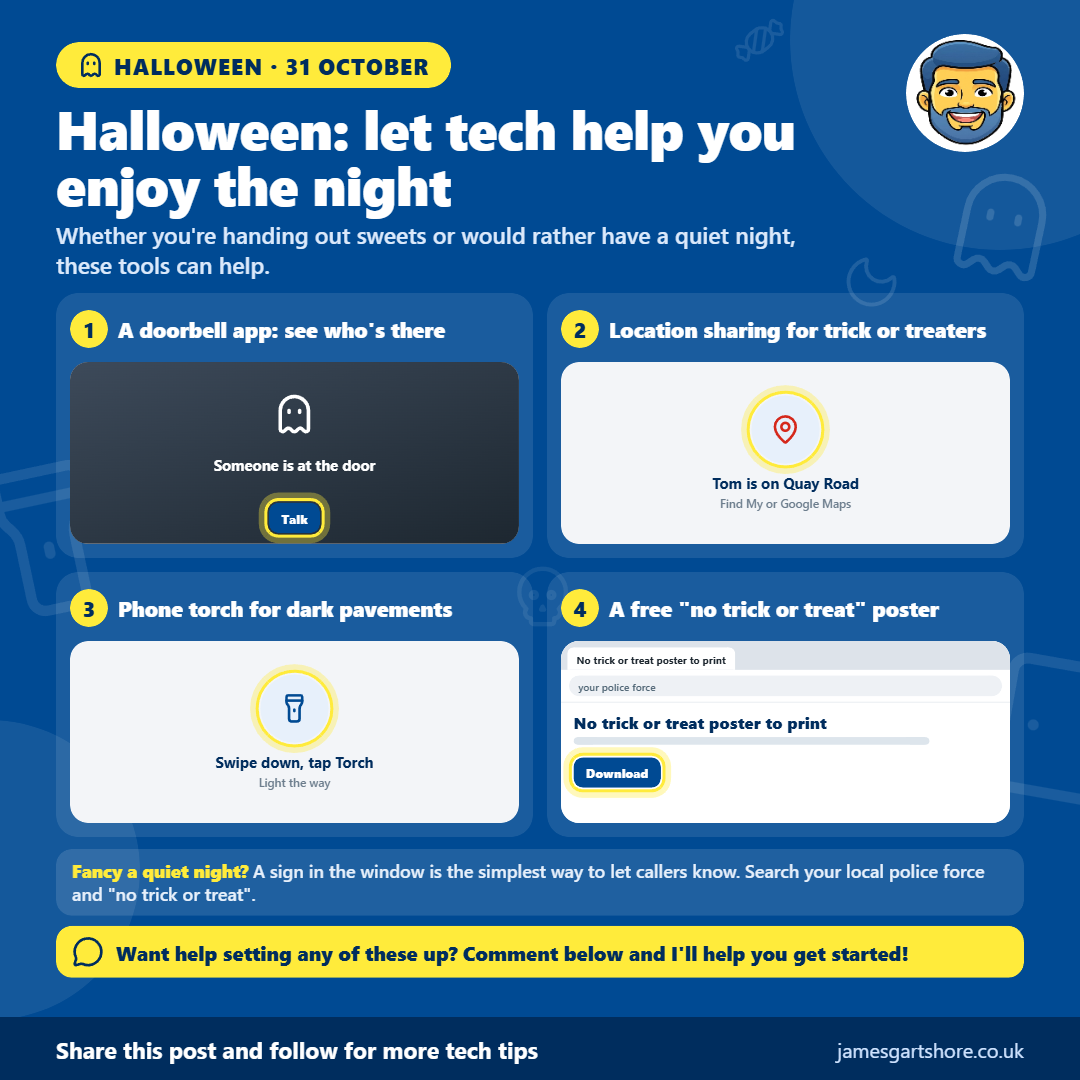 HALLOWEEN · 31 OCTOBER
Halloween: let tech help you
enjoy the night
Whether you're handing out sweets or would rather have a quiet night,
these tools can help.
1 A doorbell app: see who's there
Someone is at the door
Talk
2 Location sharing for trick or treaters
Tom is on Quay Road
Find My or Google Maps
3 Phone torch for dark pavements
Swipe down, tap Torch
Light the way
4 A free "no trick or treat" poster
No trick or treat poster to print
your police force
No trick or treat poster to print
Download
Fancy a quiet night? A sign in the window is the simplest way to let callers know. Search your local police force
and "no trick or treat".
Want help setting any of these up? Comment below and I'll help you get started!
Share this post and follow for more tech tips
jamesgartshore.co.uk